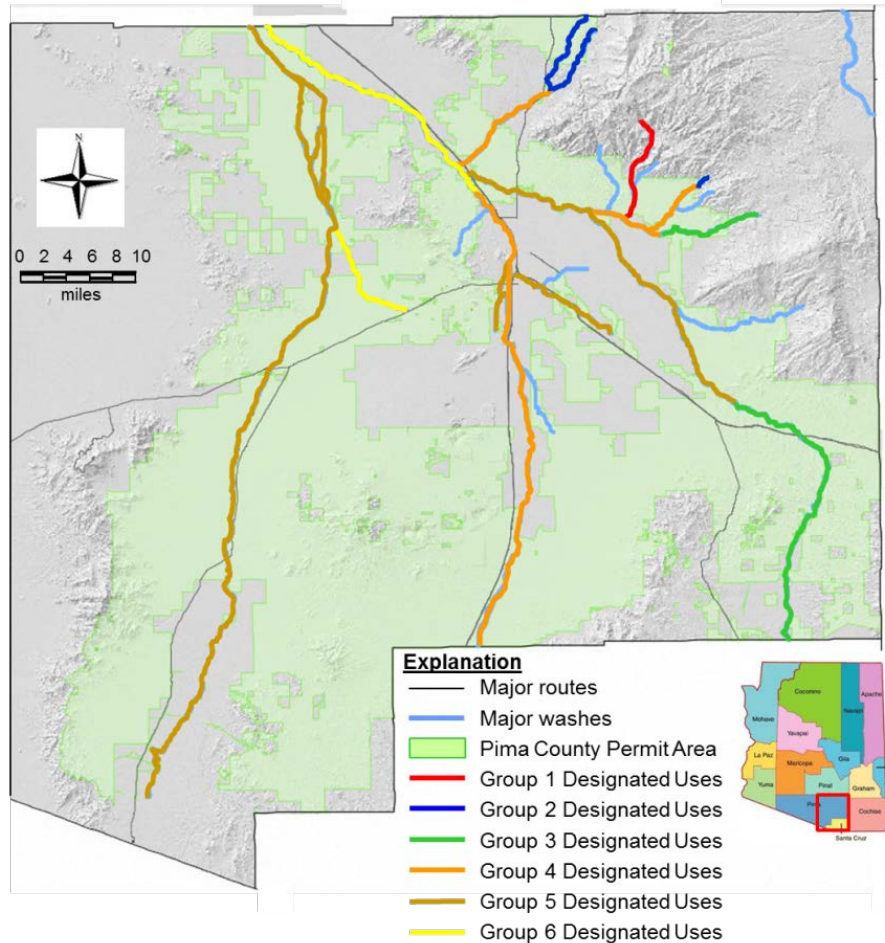 N
0 2 4 6 8 10
miles
Explanation
Major routes
Major washes
Pima County Permit Area
Group 1 Designated Uses
Group 2 Designated Uses
Group 3 Designated Uses
Group 4 Designated Uses
Group 5 Designated Uses
Group 6 Designated Uses
Coconino
Navajo
Apache
Mohave
Yavapai
La Paz
Gila
Maricopa
Graham
Pinal
Yuma
Cochise
Santa Cruz